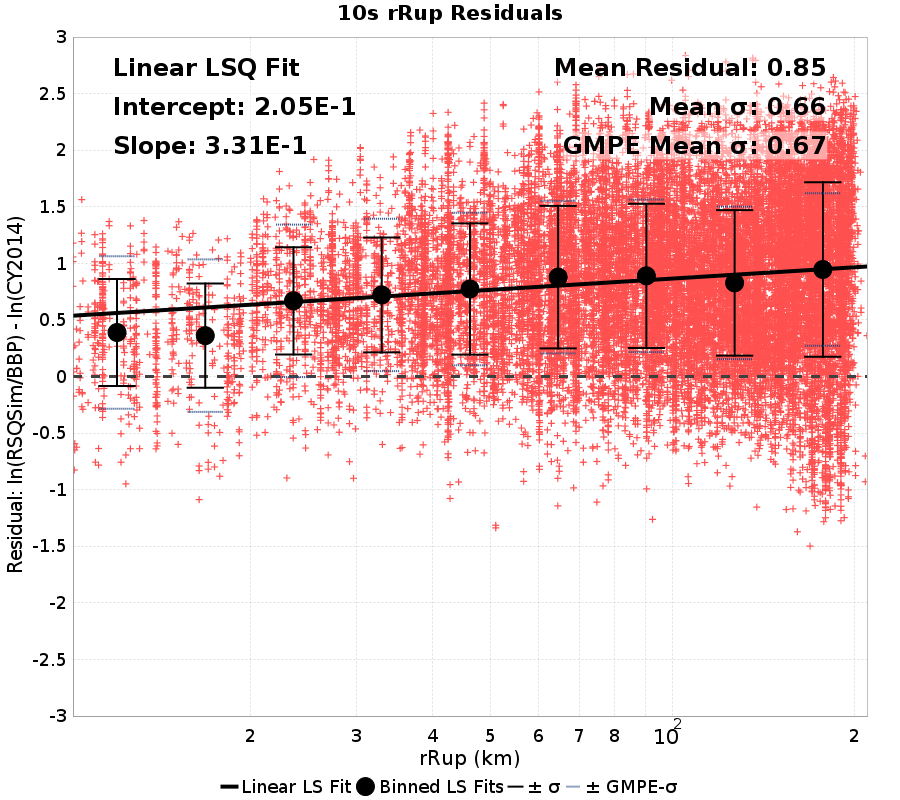 10s rRup Residuals
Linear LSQ Fit
Intercept: 2.05E-1
Slope: 3.31E-1
Mean Residual: 0.85
Mean σ: 0.66
GMPE Mean σ: 0.67
Residual: ln(RSQSim/BBP) - ln(CY2014)
3
2.5
2
1.5
1
0.5
0
-0.5
-1
-1.5
-2
-2.5
-3
2 3 4 5 6 7 8 10² 2
rRup (km)
Linear LS Fit Binned LS Fits ± σ ± GMPE-σ